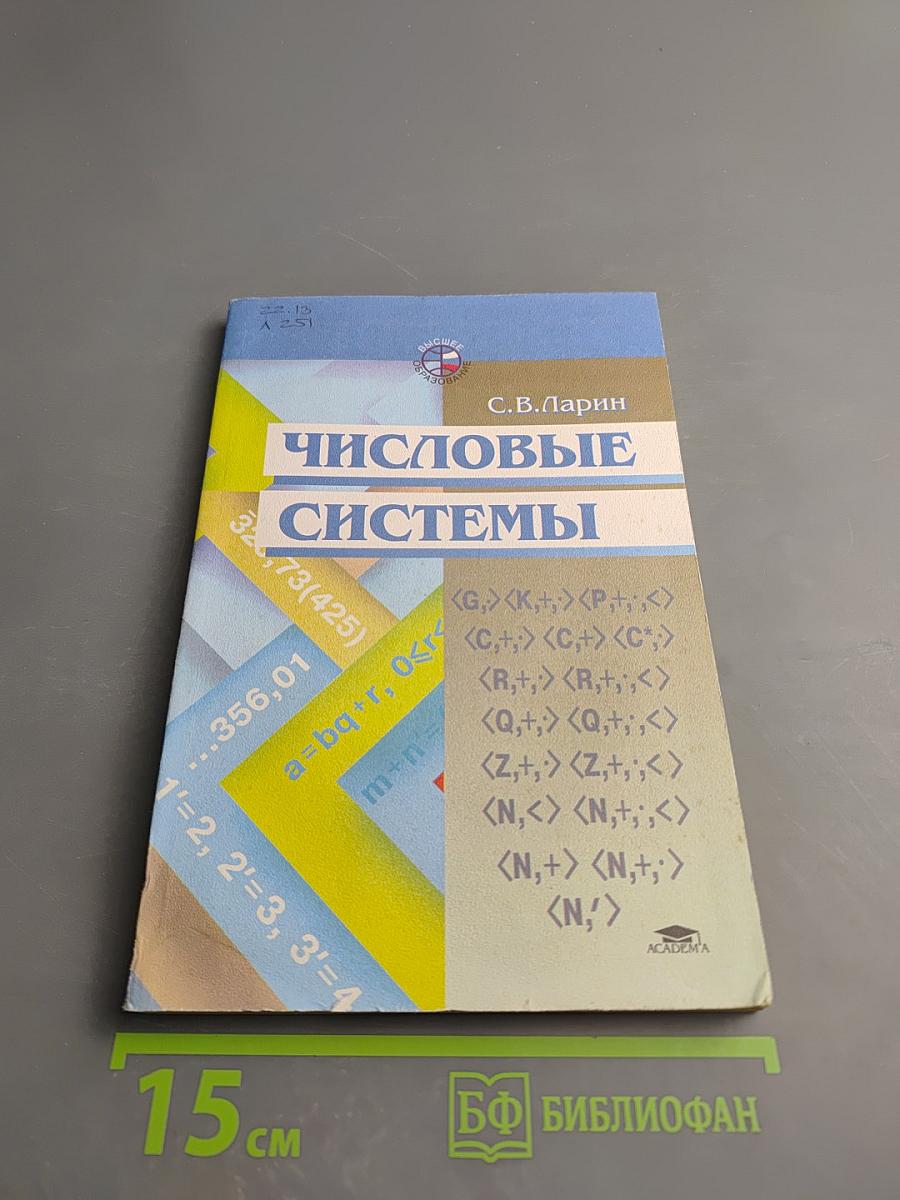 22.13
Л 251
ВЫСШЕЕ
ОБРАЗОВАНИЕ
С.В.Ларин
ЧИСЛОВЫЕ
СИСТЕМЫ
73(425)
...356,01
a=bq+r, 0≤r<
m+n'=
1'=2, 2'=3, 3'=4
⟨G,·⟩ ⟨K,+,·⟩ ⟨P,+,·,<⟩
⟨C,+,·⟩ ⟨C,+⟩ ⟨C*,·⟩
⟨R,+,·⟩ ⟨R,+,·,<⟩
⟨Q,+,·⟩ ⟨Q,+,·,<⟩
⟨Z,+,·⟩ ⟨Z,+,·,<⟩
⟨N,<⟩ ⟨N,+,·,<⟩
⟨N,+⟩ ⟨N,+,·⟩
⟨N,'⟩
ACADEMA
15 см
БФ БИБЛИОФАН